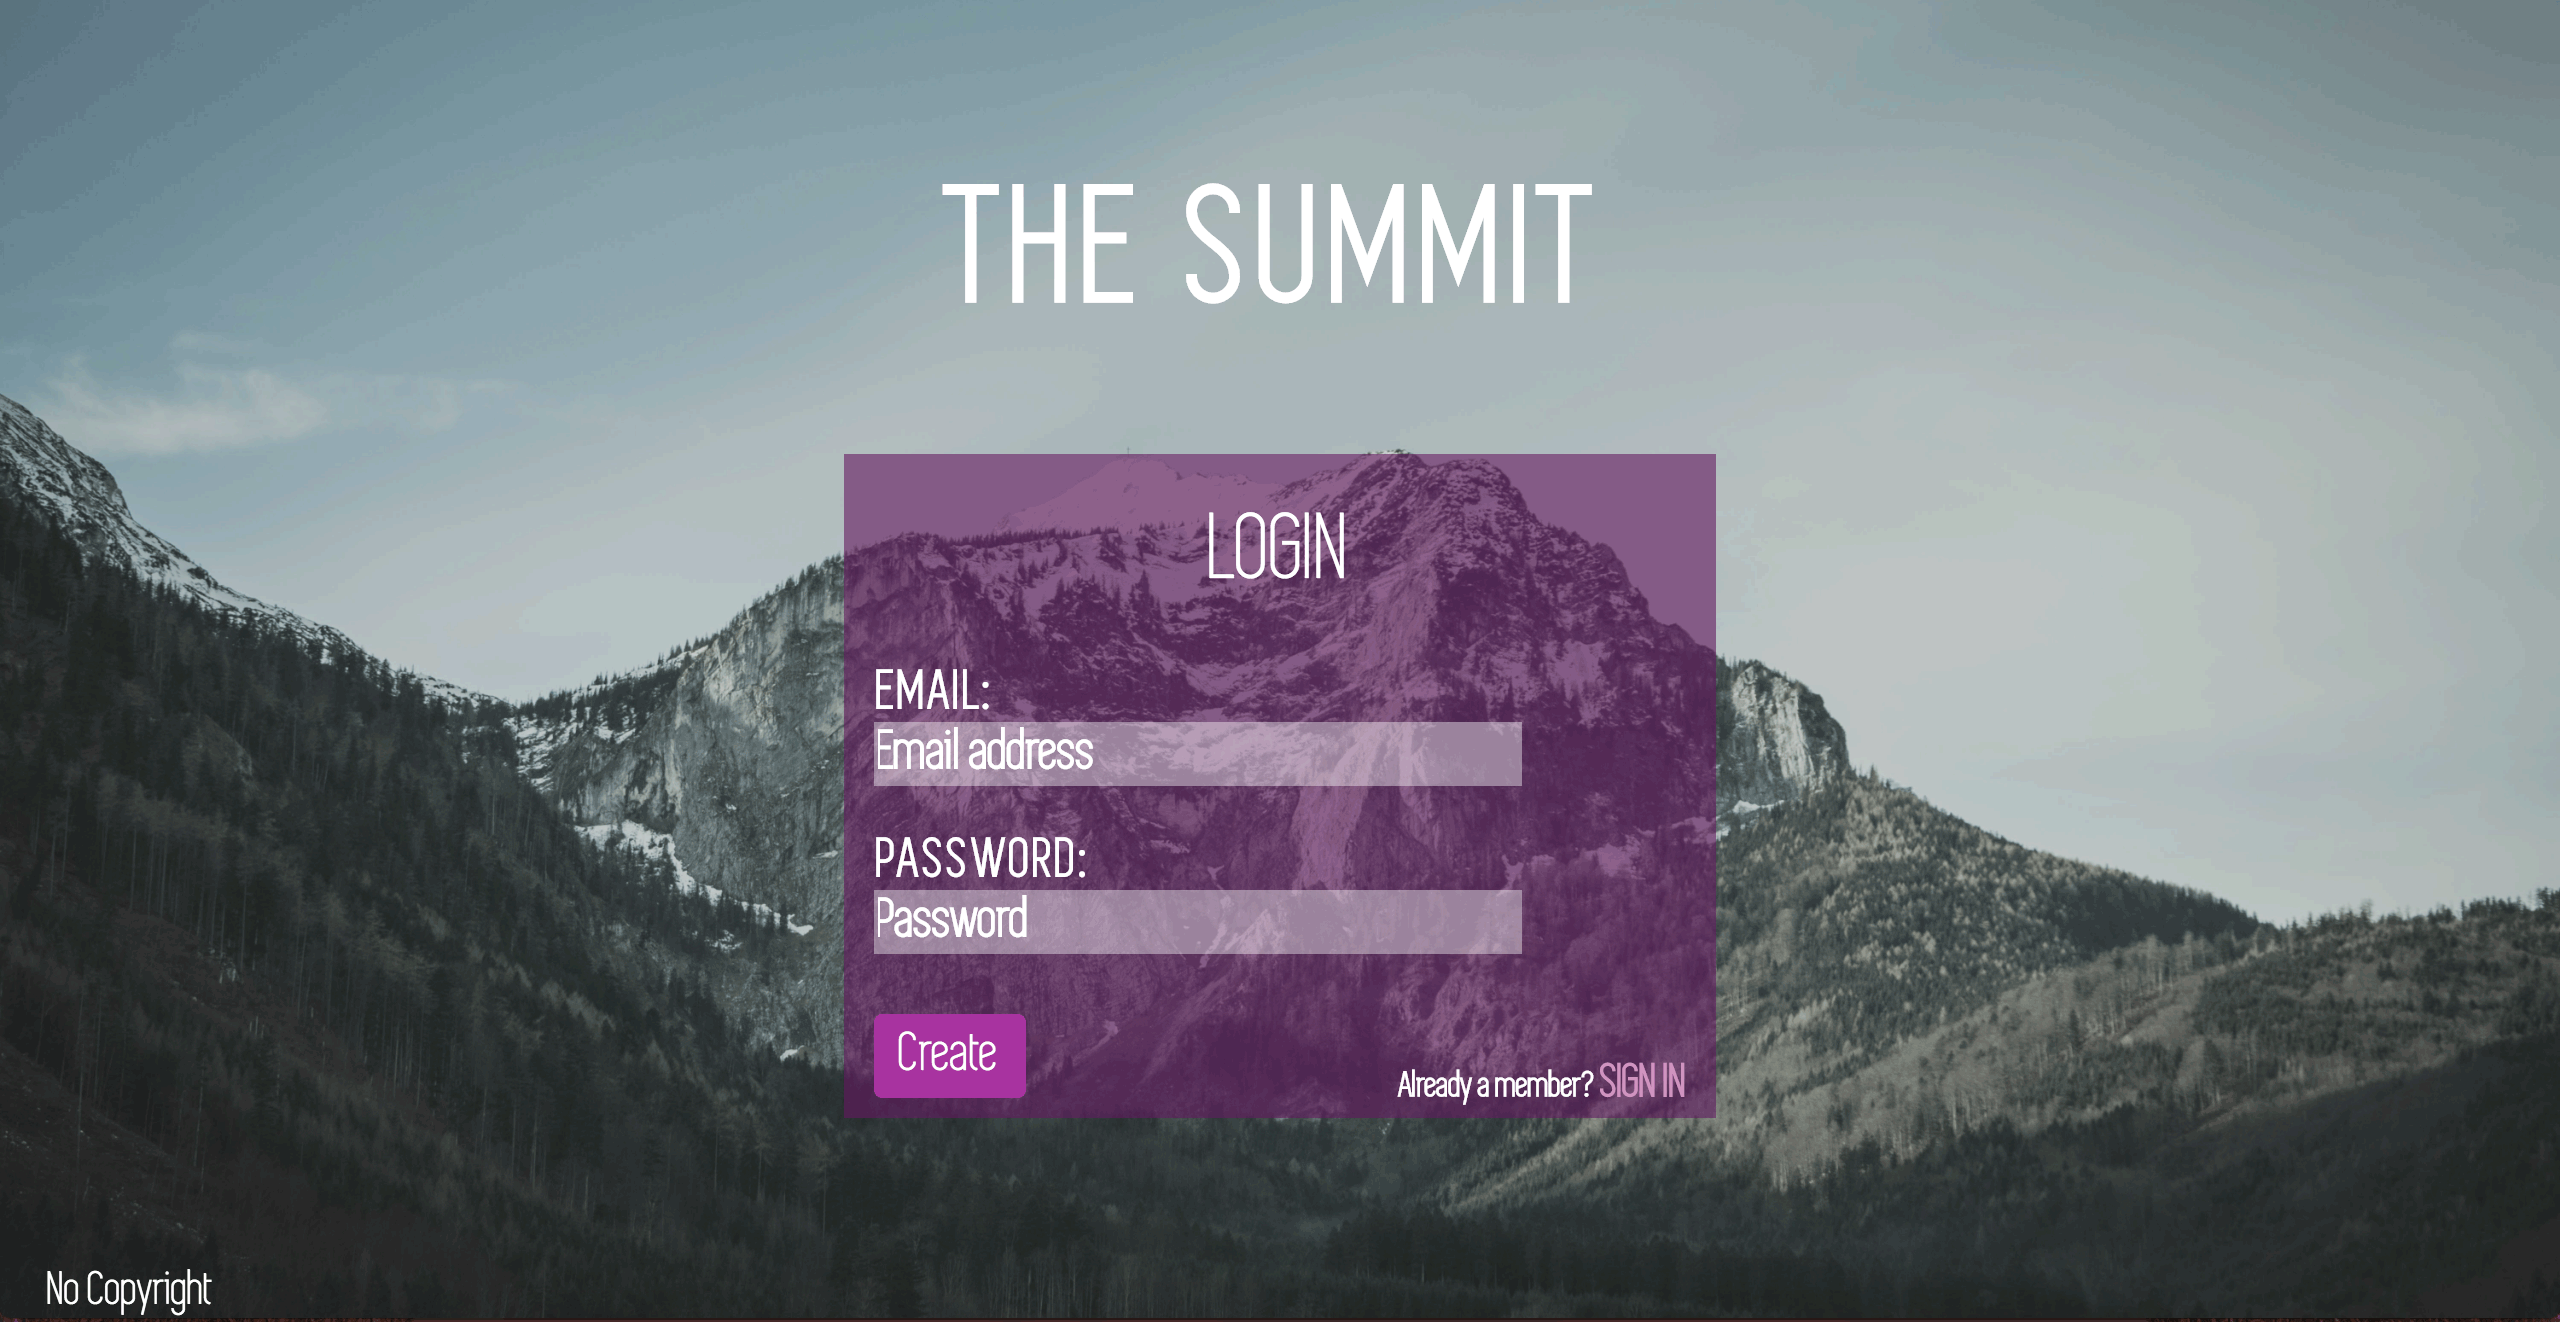 THE SUMMIT
LOGIN
EMAIL:
Email address
PASSWORD:
Password
Create
Already a member? SIGN IN
No Copyright